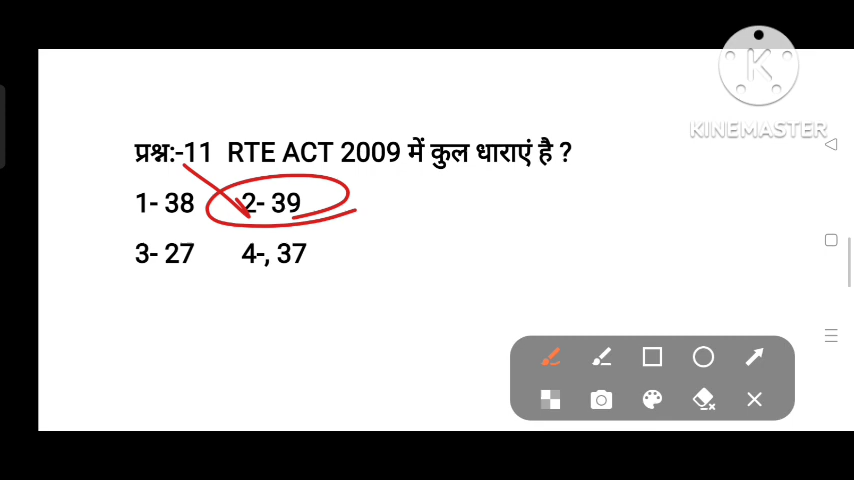 KINEMASTER
प्रश्न:-11 RTE ACT 2009 में कुल धाराएं है ?
1- 38 2- 39
3- 27 4-, 37